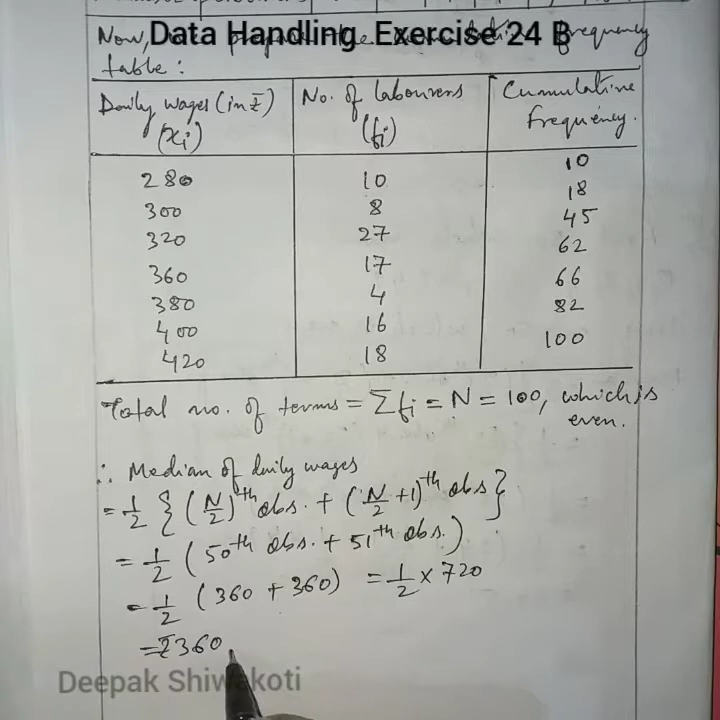 Data Handling Exercise 24 B
Now, frequency
table:
Daily wages (in ₹) No. of labourers Cumulative
(xi) (fi) frequency.
280 10 10
300 8 18
320 27 45
360 17 62
380 4 66
400 16 82
420 18 100
Total no. of terms = Σfi = N = 100, which is
even.
∴ Median of daily wages
= 1/2 { (N/2)th obs. + (N/2 + 1)th obs }
= 1/2 ( 50th obs. + 51th obs. )
= 1/2 (360 + 360) = 1/2 × 720
= ₹360
Deepak Shiwakoti